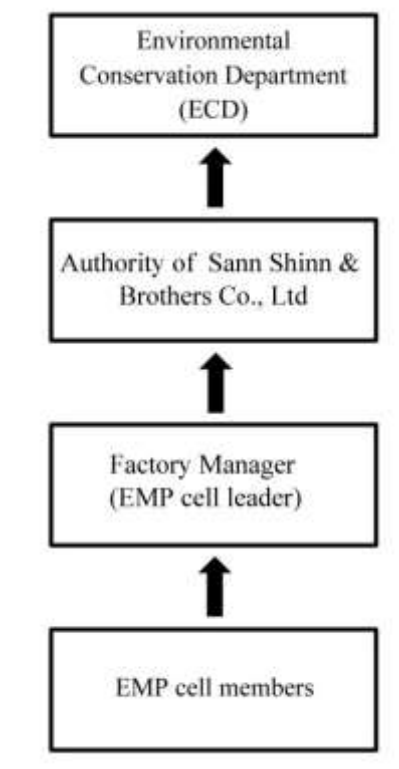 Environmental
Conservation Department
(ECD)
Authority of Sann Shinn &
Brothers Co., Ltd
Factory Manager
(EMP cell leader)
EMP cell members